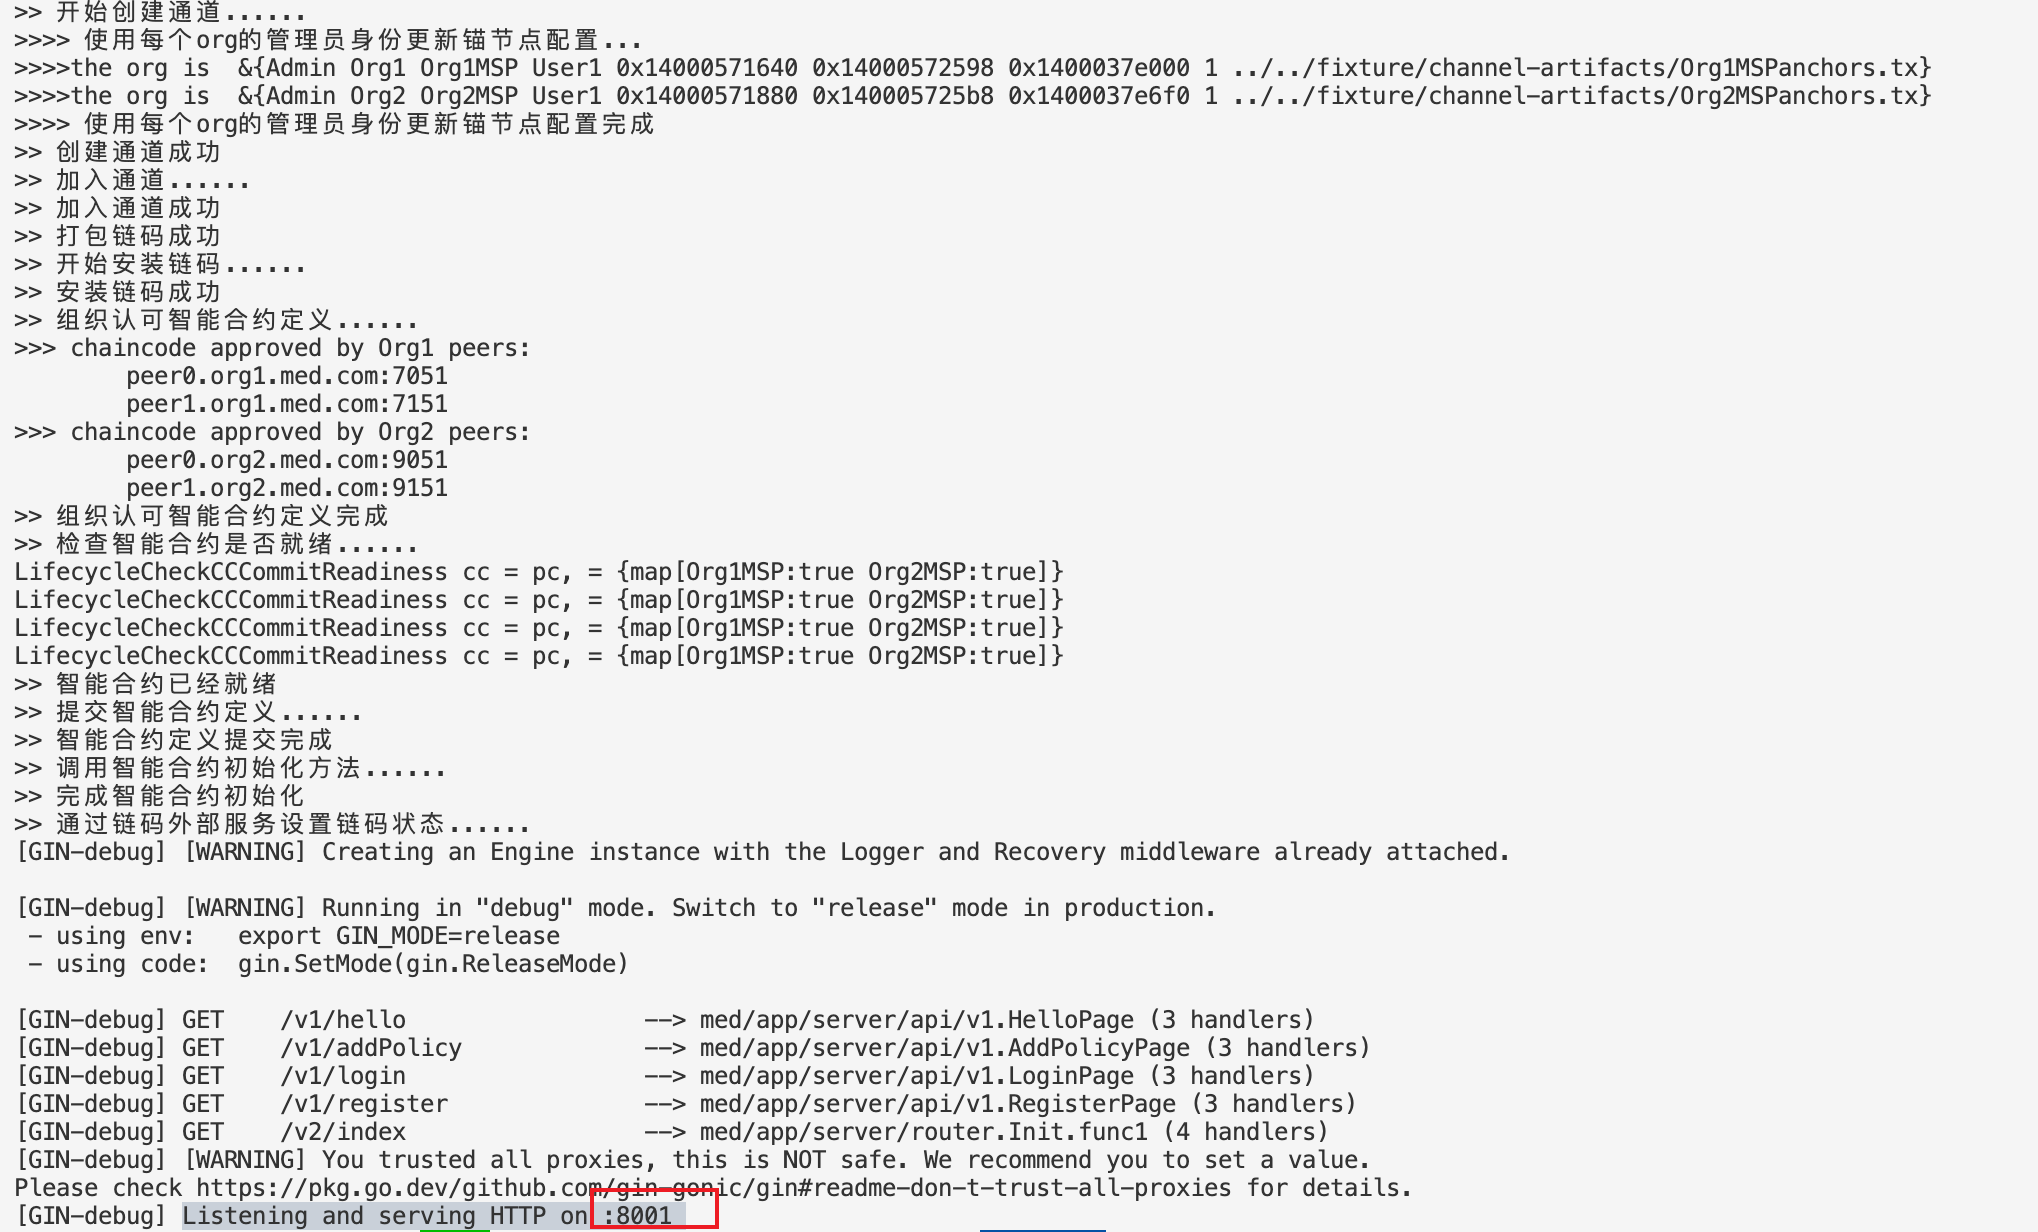 >> 开始创建通道......
>>>> 使用每个org的管理员身份更新锚节点配置...
>>>>the org is  &{Admin Org1 Org1MSP User1 0x14000571640 0x14000572598 0x1400037e000 1 ../../fixture/channel-artifacts/Org1MSPanchors.tx}
>>>>the org is  &{Admin Org2 Org2MSP User1 0x14000571880 0x140005725b8 0x1400037e6f0 1 ../../fixture/channel-artifacts/Org2MSPanchors.tx}
>>>> 使用每个org的管理员身份更新锚节点配置完成
>> 创建通道成功
>> 加入通道......
>> 加入通道成功
>> 打包链码成功
>> 开始安装链码......
>> 安装链码成功
>> 组织认可智能合约定义......
>>> chaincode approved by Org1 peers:
        peer0.org1.med.com:7051
        peer1.org1.med.com:7151
>>> chaincode approved by Org2 peers:
        peer0.org2.med.com:9051
        peer1.org2.med.com:9151
>> 组织认可智能合约定义完成
>> 检查智能合约是否就绪......
LifecycleCheckCCCommitReadiness cc = pc, = {map[Org1MSP:true Org2MSP:true]}
LifecycleCheckCCCommitReadiness cc = pc, = {map[Org1MSP:true Org2MSP:true]}
LifecycleCheckCCCommitReadiness cc = pc, = {map[Org1MSP:true Org2MSP:true]}
LifecycleCheckCCCommitReadiness cc = pc, = {map[Org1MSP:true Org2MSP:true]}
>> 智能合约已经就绪
>> 提交智能合约定义......
>> 智能合约定义提交完成
>> 调用智能合约初始化方法......
>> 完成智能合约初始化
>> 通过链码外部服务设置链码状态......
[GIN-debug] [WARNING] Creating an Engine instance with the Logger and Recovery middleware already attached.
[GIN-debug] [WARNING] Running in "debug" mode. Switch to "release" mode in production.
 - using env:   export GIN_MODE=release
 - using code:  gin.SetMode(gin.ReleaseMode)
[GIN-debug] GET    /v1/hello                 --> med/app/server/api/v1.HelloPage (3 handlers)
[GIN-debug] GET    /v1/addPolicy             --> med/app/server/api/v1.AddPolicyPage (3 handlers)
[GIN-debug] GET    /v1/login                 --> med/app/server/api/v1.LoginPage (3 handlers)
[GIN-debug] GET    /v1/register              --> med/app/server/api/v1.RegisterPage (3 handlers)
[GIN-debug] GET    /v2/index                 --> med/app/server/router.Init.func1 (4 handlers)
[GIN-debug] [WARNING] You trusted all proxies, this is NOT safe. We recommend you to set a value.
Please check https://pkg.go.dev/github.com/gin-gonic/gin#readme-don-t-trust-all-proxies for details.
[GIN-debug] Listening and serving HTTP on :8001